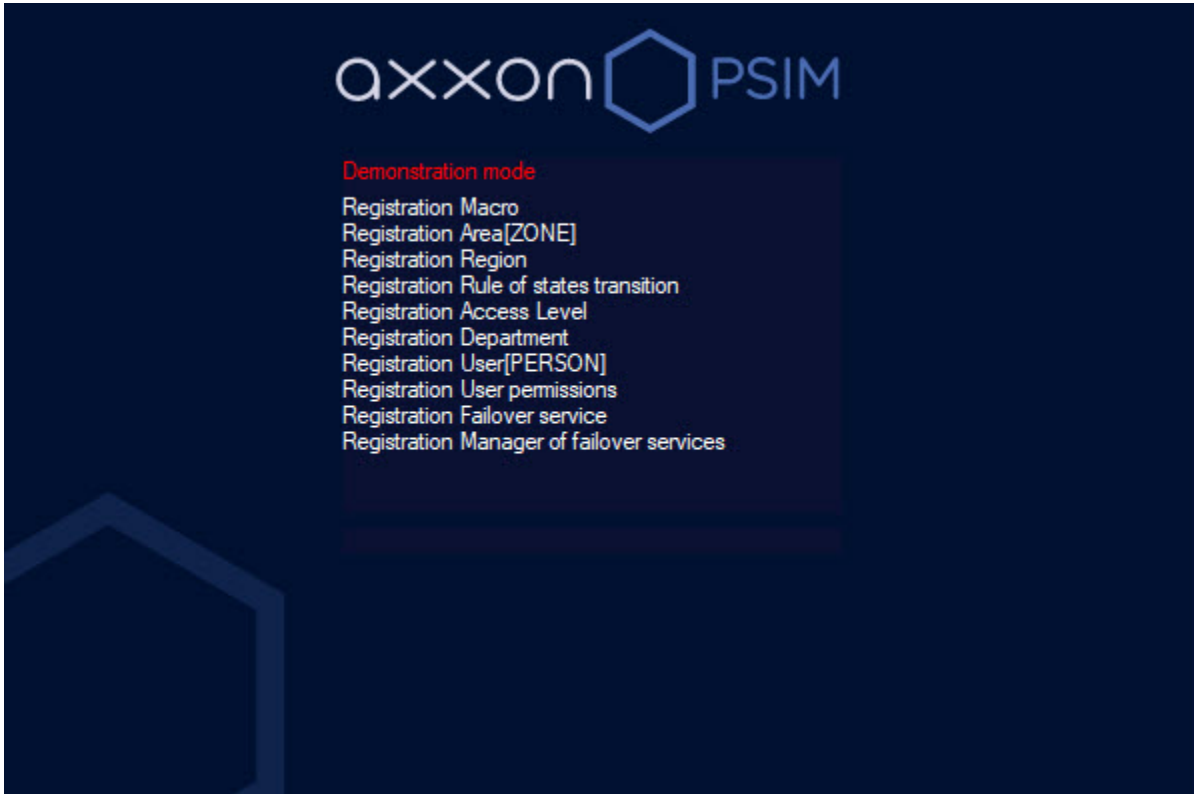 axxon PSIM
Demonstration mode
Registration Macro
Registration Area[ZONE]
Registration Region
Registration Rule of states transition
Registration Access Level
Registration Department
Registration User[PERSON]
Registration User permissions
Registration Failover service
Registration Manager of failover services